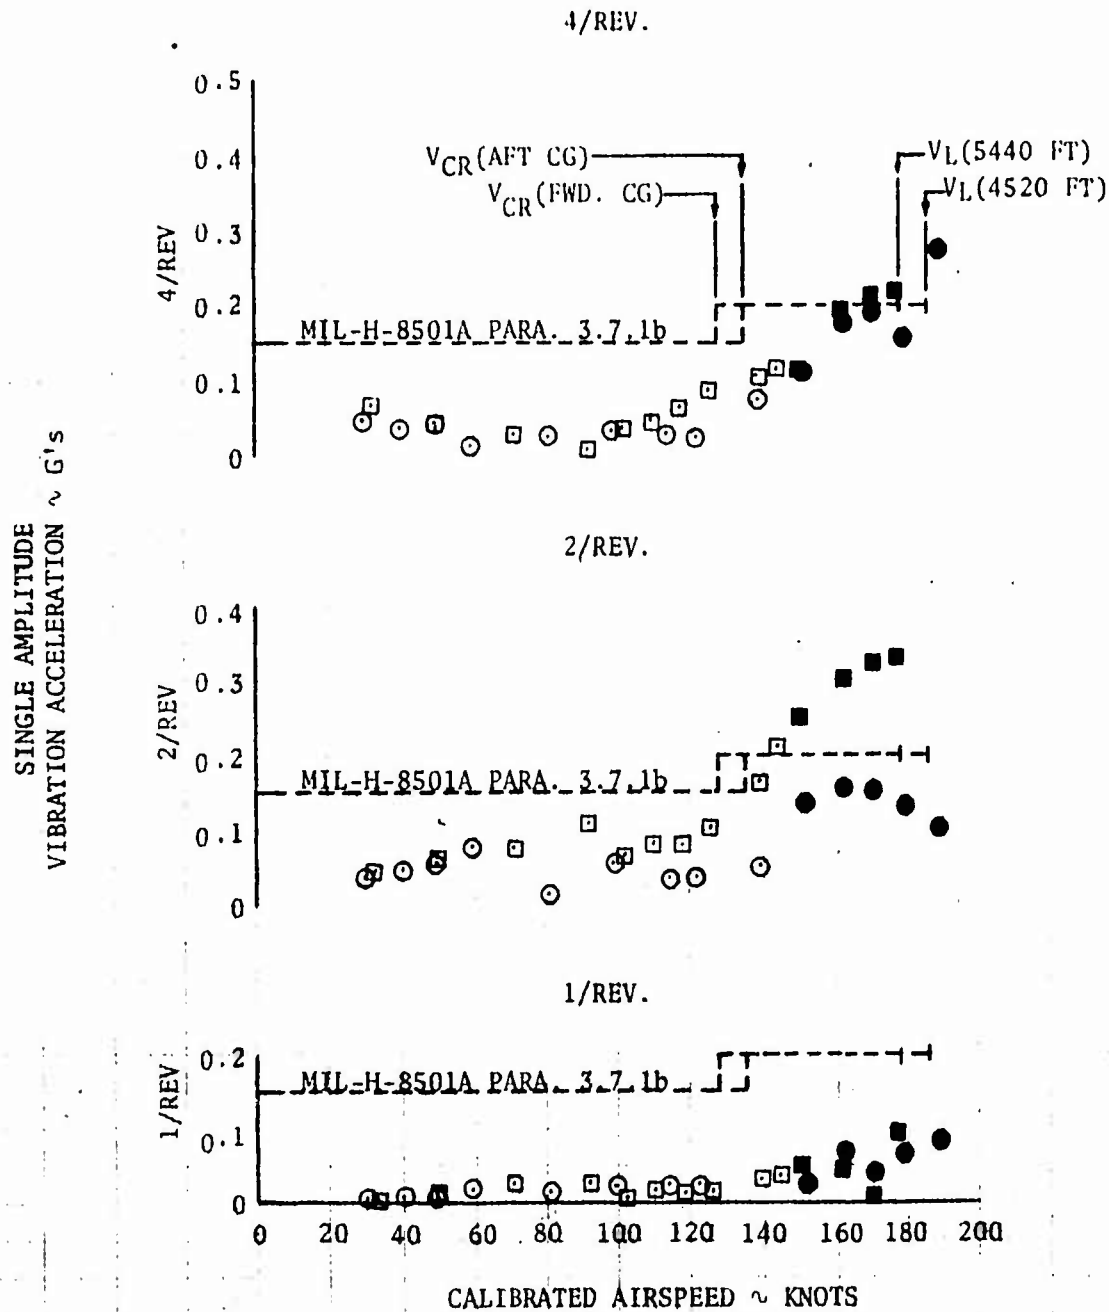 4/REV.
0.5
0.4
0.3
0.2
0.1
0
4/REV
V_CR(AFT CG)
V_CR(FWD. CG)
V_L(5440 FT)
V_L(4520 FT)
MIL-H-8501A PARA. 3.7.1b
SINGLE AMPLITUDE
VIBRATION ACCELERATION ~ G's
2/REV.
0.4
0.3
0.2
0.1
0
2/REV
MIL-H-8501A PARA. 3.7.1b
1/REV.
0.2
0.1
0
1/REV
MIL-H-8501A PARA. 3.7.1b
0 20 40 60 80 100 120 140 160 180 200
CALIBRATED AIRSPEED ~ KNOTS